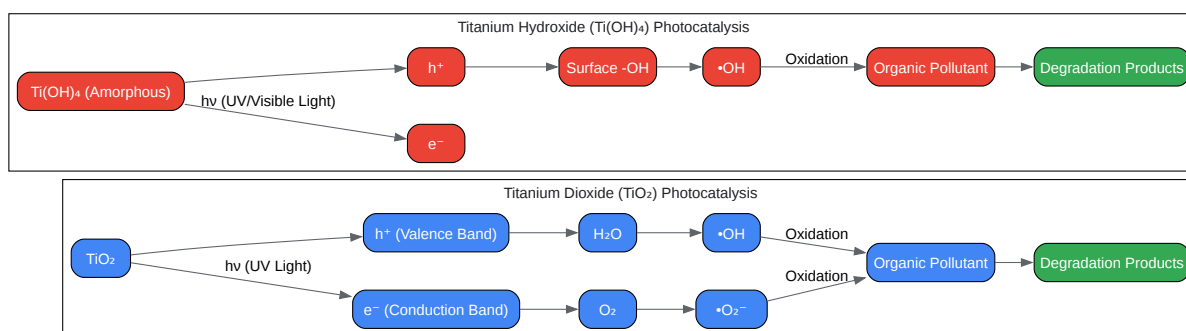 Titanium Hydroxide (Ti(OH)₄) Photocatalysis
Ti(OH)₄ (Amorphous)
hν (UV/Visible Light)
h⁺
Surface -OH
•OH
Oxidation
Organic Pollutant
Degradation Products
e⁻
Titanium Dioxide (TiO₂) Photocatalysis
TiO₂
hν (UV Light)
h⁺ (Valence Band)
H₂O
•OH
Oxidation
Organic Pollutant
Degradation Products
e⁻ (Conduction Band)
O₂
•O₂⁻
Oxidation